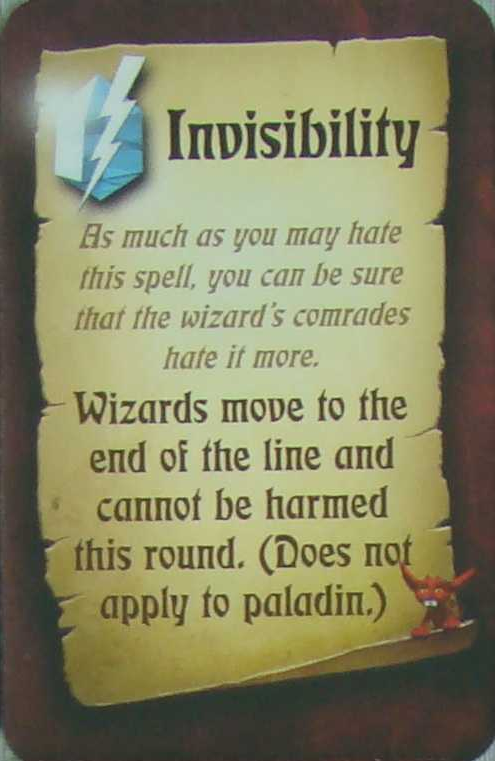 Invisibility
As much as you may hate
this spell, you can be sure
that the wizard's comrades
hate it more.
Wizards move to the
end of the line and
cannot be harmed
this round. (Does not
apply to paladin.)